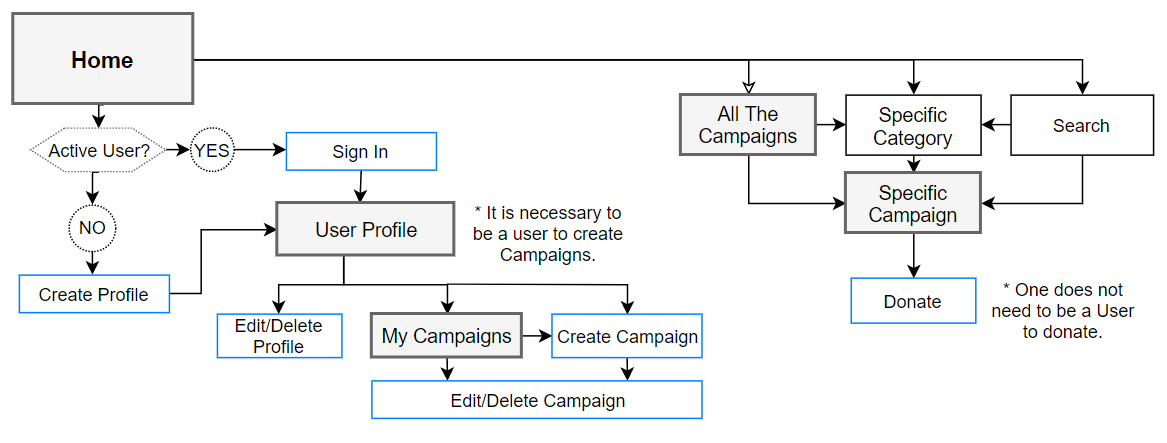 Home
Active User?
YES
Sign In
NO
Create Profile
User Profile
* It is necessary to
be a user to create
Campaigns.
Edit/Delete
Profile
My Campaigns
Create Campaign
Edit/Delete Campaign
All The
Campaigns
Specific
Category
Search
Specific
Campaign
Donate
* One does not
need to be a User
to donate.